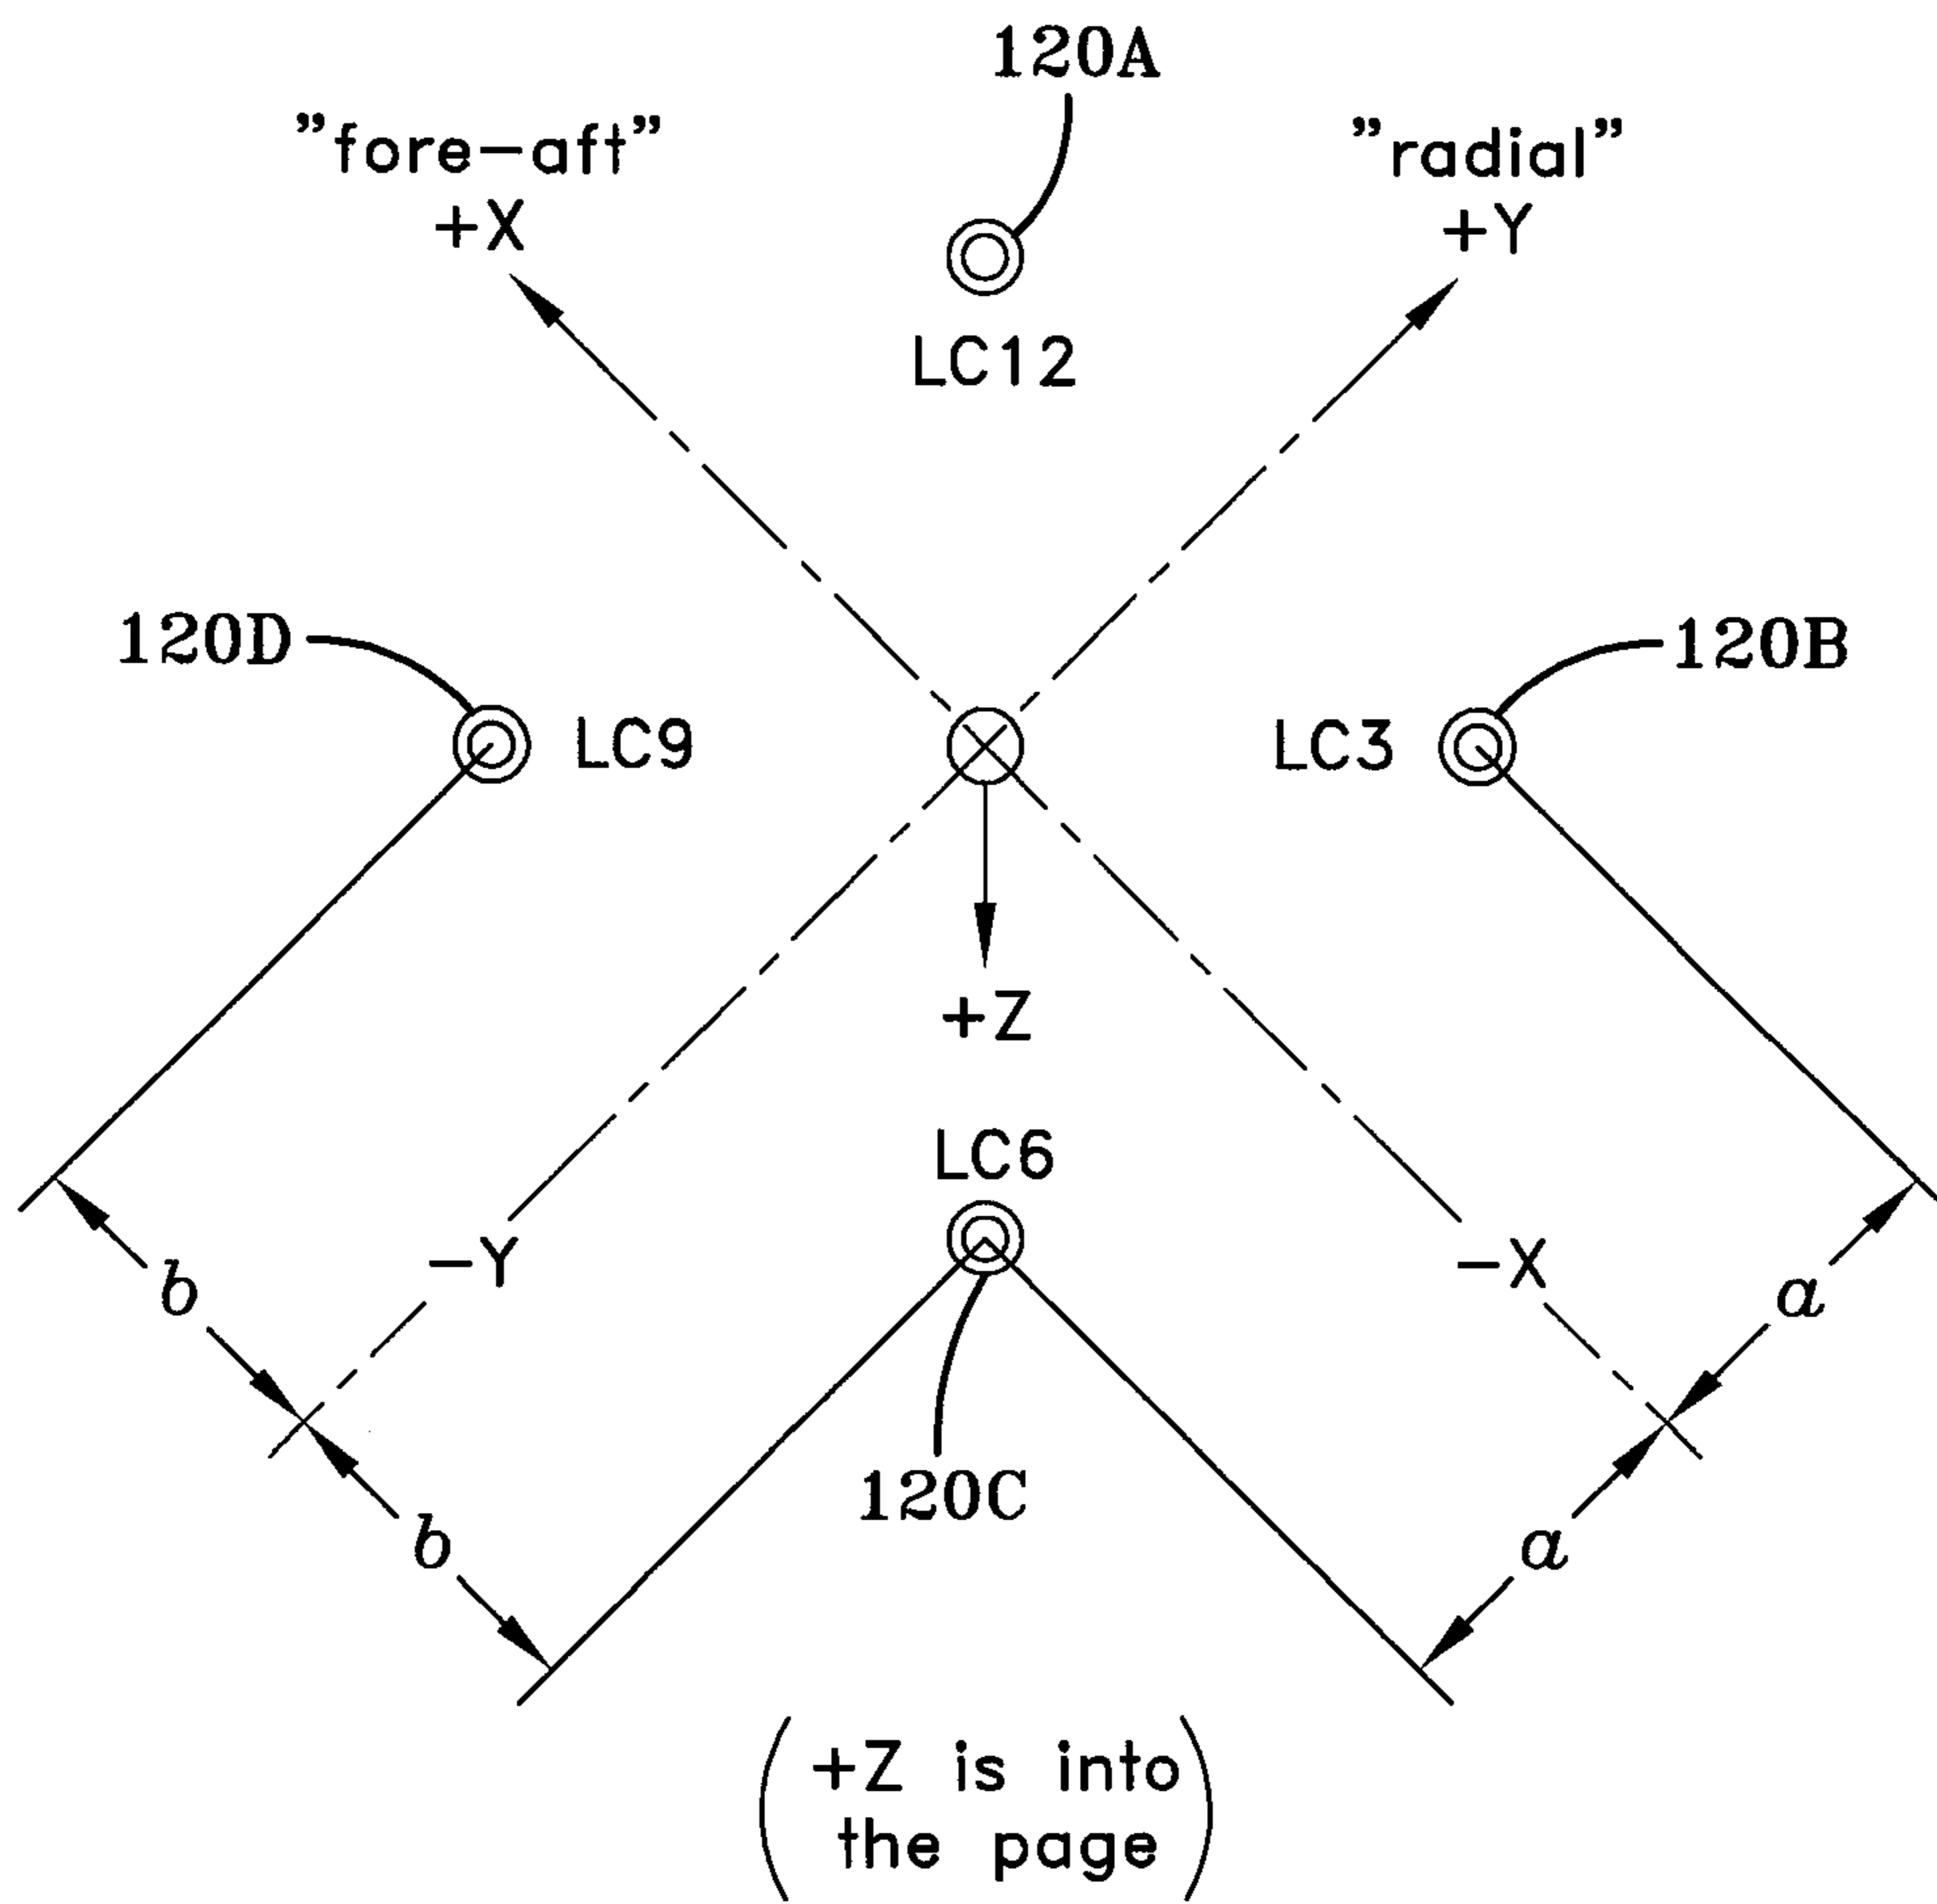 120A
"fore-aft"
+X
"radial"
+Y
LC12
120D
120B
LC9
LC3
+Z
LC6
-Y
-X
b
a
b
a
120C
(+Z is into
the page)